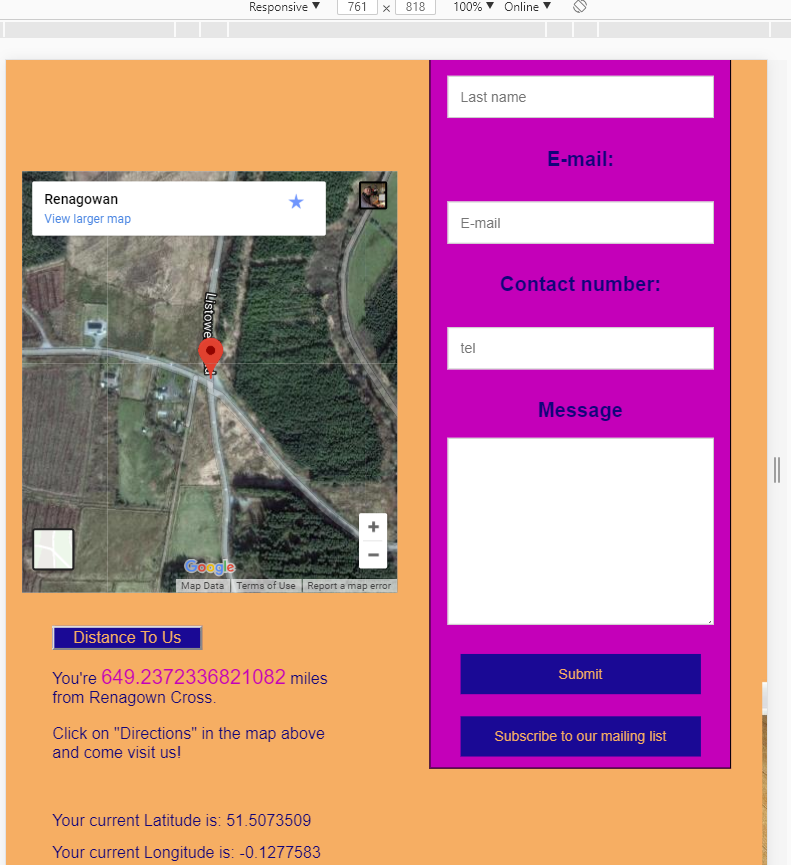 Responsive ▼ 761 × 818 100% ▼ Online ▼
Last name
E-mail:
E-mail
Contact number:
tel
Message
Submit
Subscribe to our mailing list
Renagowan
View larger map
Google
Map Data
Terms of Use
Report a map error
Distance To Us
You're 649.2372336821082 miles
from Renagown Cross.
Click on "Directions" in the map above
and come visit us!
Your current Latitude is: 51.5073509
Your current Longitude is: -0.1277583